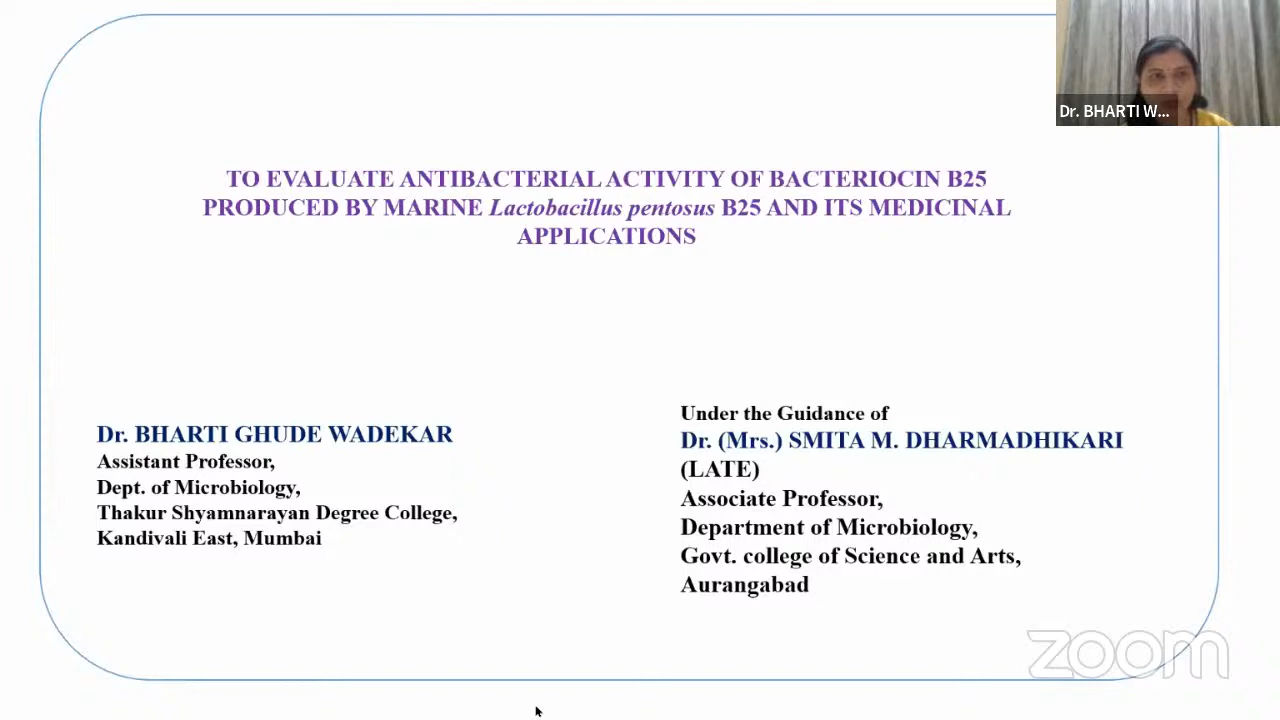 Dr. BHARTI W...
TO EVALUATE ANTIBACTERIAL ACTIVITY OF BACTERIOCIN B25
PRODUCED BY MARINE Lactobacillus pentosus B25 AND ITS MEDICINAL
APPLICATIONS
Dr. BHARTI GHUDE WADEKAR
Assistant Professor,
Dept. of Microbiology,
Thakur Shyamnarayan Degree College,
Kandivali East, Mumbai
Under the Guidance of
Dr. (Mrs.) SMITA M. DHARMADHIKARI
(LATE)
Associate Professor,
Department of Microbiology,
Govt. college of Science and Arts,
Aurangabad
zoom